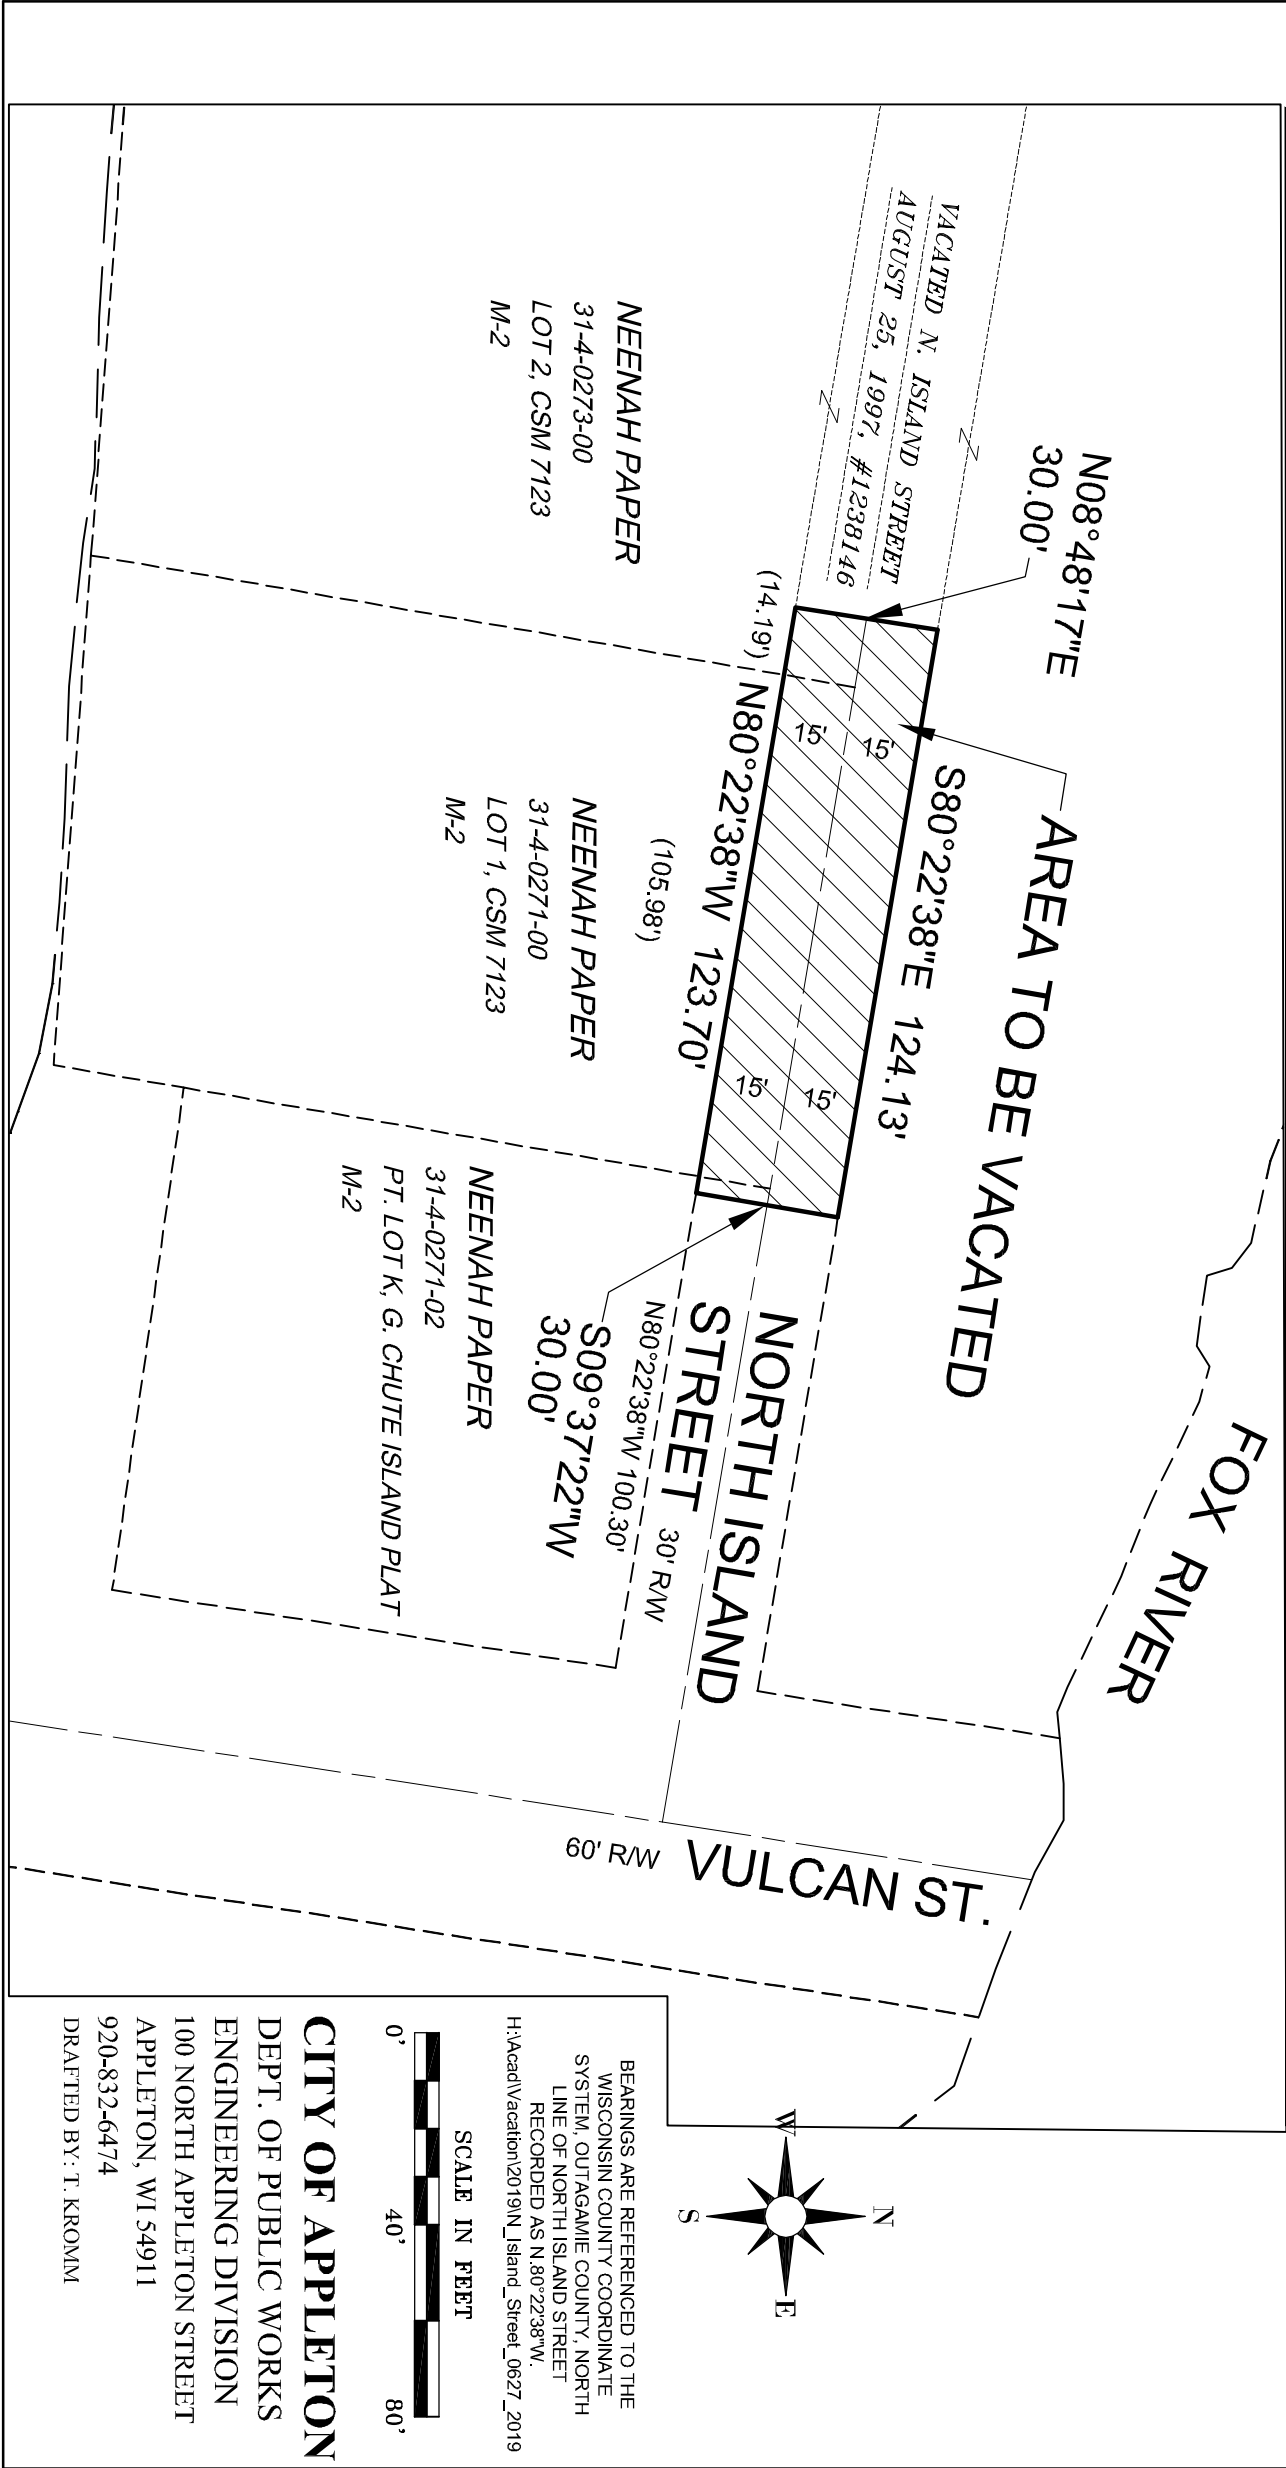 FOX RIVER
N08°48'17"E
30.00'
AREA TO BE VACATED
VACATED N. ISLAND STREET
AUGUST 25, 1997, #1238146
S80°22'38"E 124.13'
15'
15'
15'
15'
(14.19')
N80°22'38"W 123.70'
(105.98')
NORTH ISLAND
STREET
30' R/W
N80°22'38"W 100.30'
S09°37'22"W
30.00'
VULCAN ST.
60' R/W
NEENAH PAPER
31-4-0273-00
LOT 2, CSM 7123
M-2
NEENAH PAPER
31-4-0271-00
LOT 1, CSM 7123
M-2
NEENAH PAPER
31-4-0271-02
PT. LOT K, G. CHUTE ISLAND PLAT
M-2
N
W
E
S
BEARINGS ARE REFERENCED TO THE
WISCONSIN COUNTY COORDINATE
SYSTEM, OUTAGAMIE COUNTY, NORTH
LINE OF NORTH ISLAND STREET
RECORDED AS N.80°22'38"W.
H:\Acad\Vacation\2019\N_Island_Street_0627_2019
SCALE IN FEET
0' 40' 80'
CITY OF APPLETON
DEPT. OF PUBLIC WORKS
ENGINEERING DIVISION
100 NORTH APPLETON STREET
APPLETON, WI 54911
920-832-6474
DRAFTED BY: T. KROMM